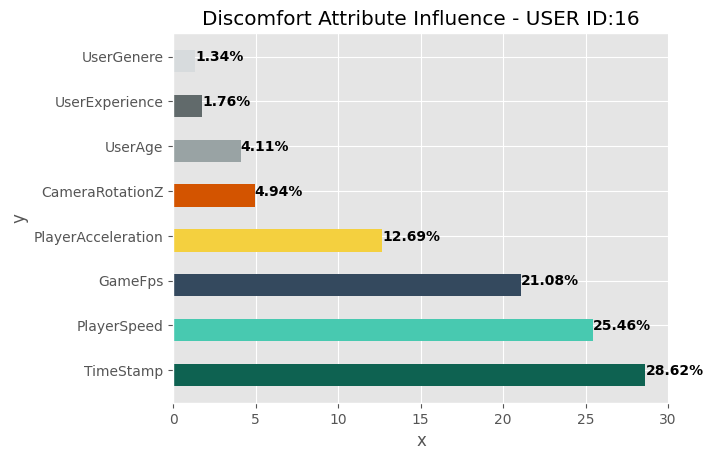 Discomfort Attribute Influence - USER ID:16
UserGenere
1.34%
UserExperience
1.76%
UserAge
4.11%
CameraRotationZ
4.94%
PlayerAcceleration
12.69%
GameFps
21.08%
PlayerSpeed
25.46%
TimeStamp
28.62%
y
0 5 10 15 20 25 30
x